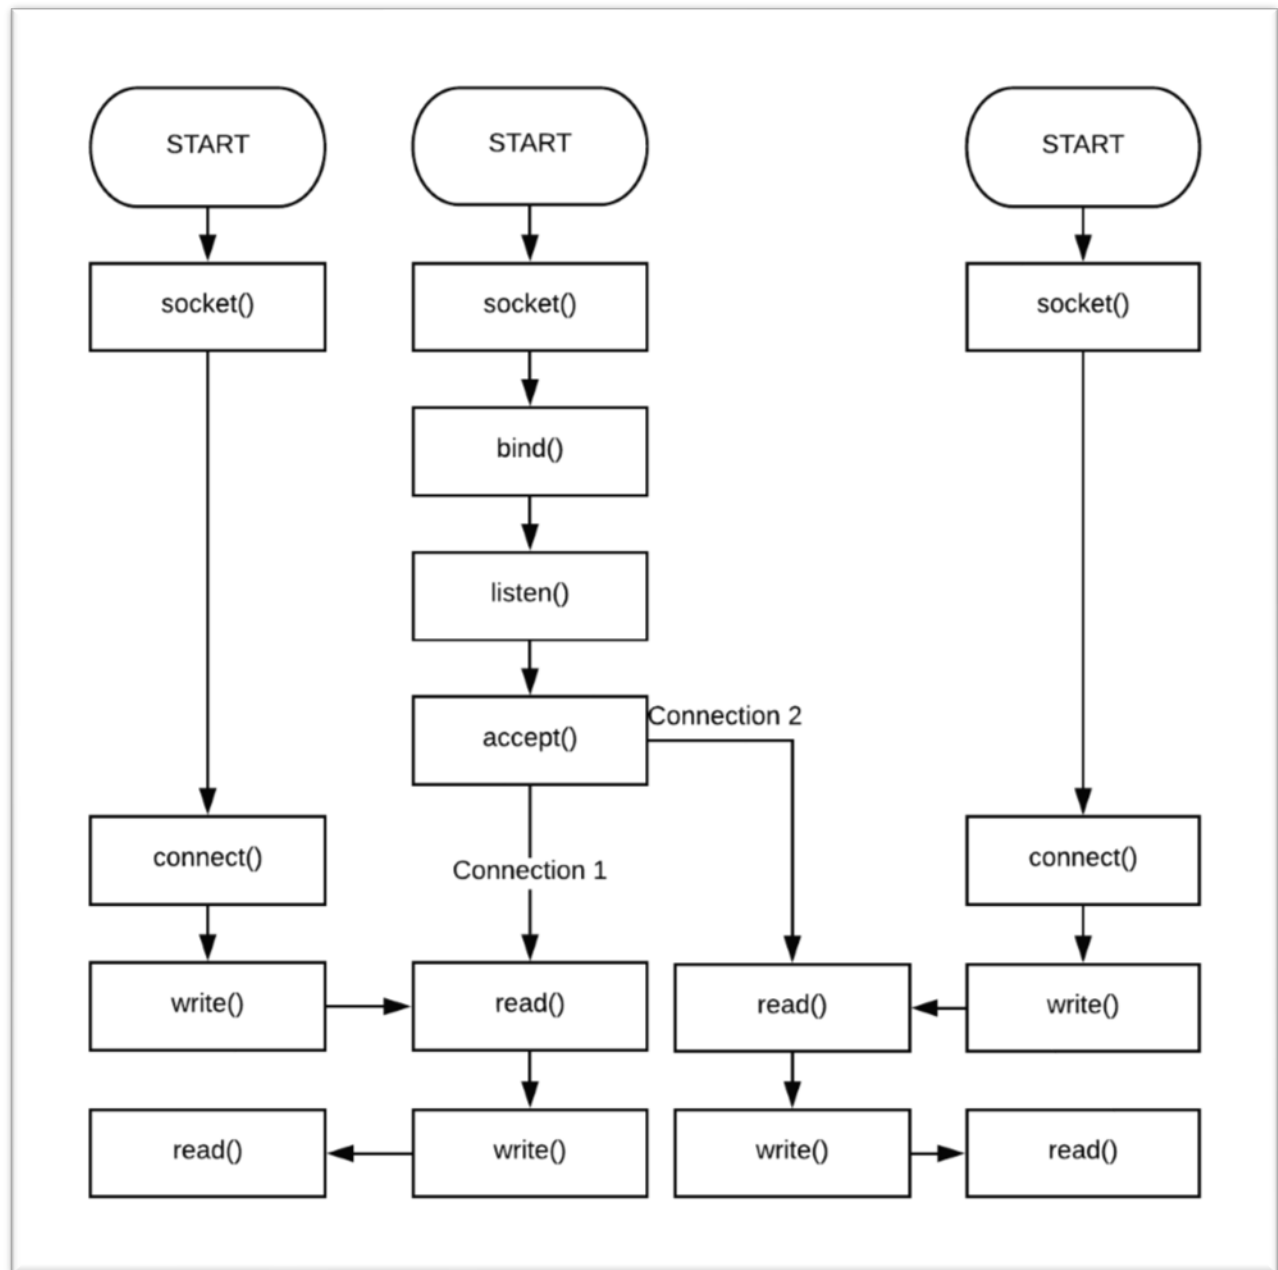 START
START
START
socket()
socket()
socket()
bind()
listen()
accept()
Connection 2
connect()
Connection 1
connect()
write()
read()
read()
write()
read()
write()
write()
read()